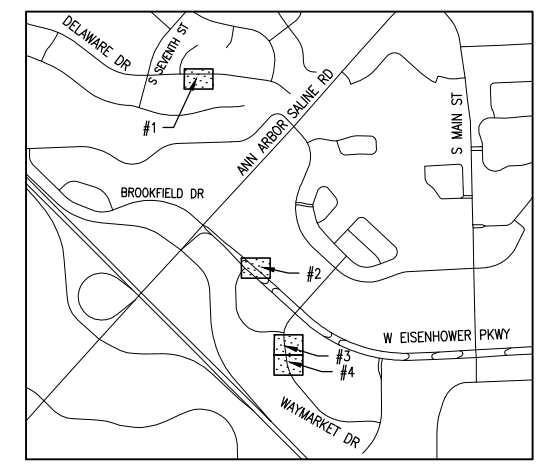 DELAWARE DR
S SEVENTH ST
#1
ANN ARBOR SALINE RD
S MAIN ST
BROOKFIELD DR
#2
W EISENHOWER PKWY
#3
#4
WAYMARKET DR